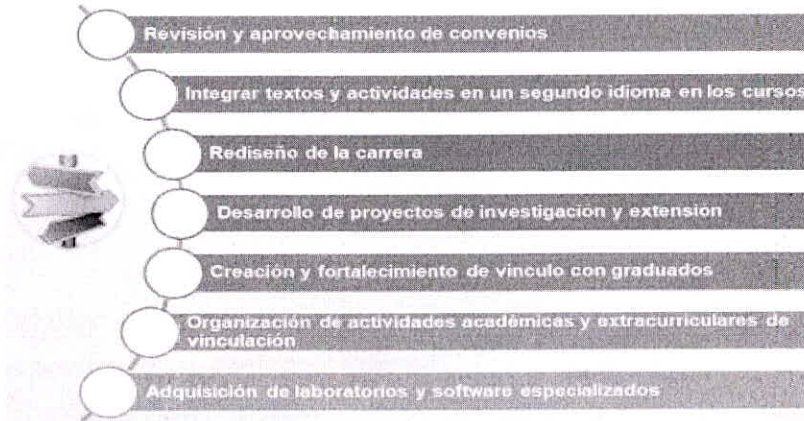 Revisión y aprovechamiento de convenios
Integrar textos y actividades en un segundo idioma en los cursos
Rediseño de la carrera
Desarrollo de proyectos de investigación y extensión
Creación y fortalecimiento de vinculo con graduados
Organización de actividades académicas y extracurriculares de
vinculación
Adquisición de laboratorios y software especializados